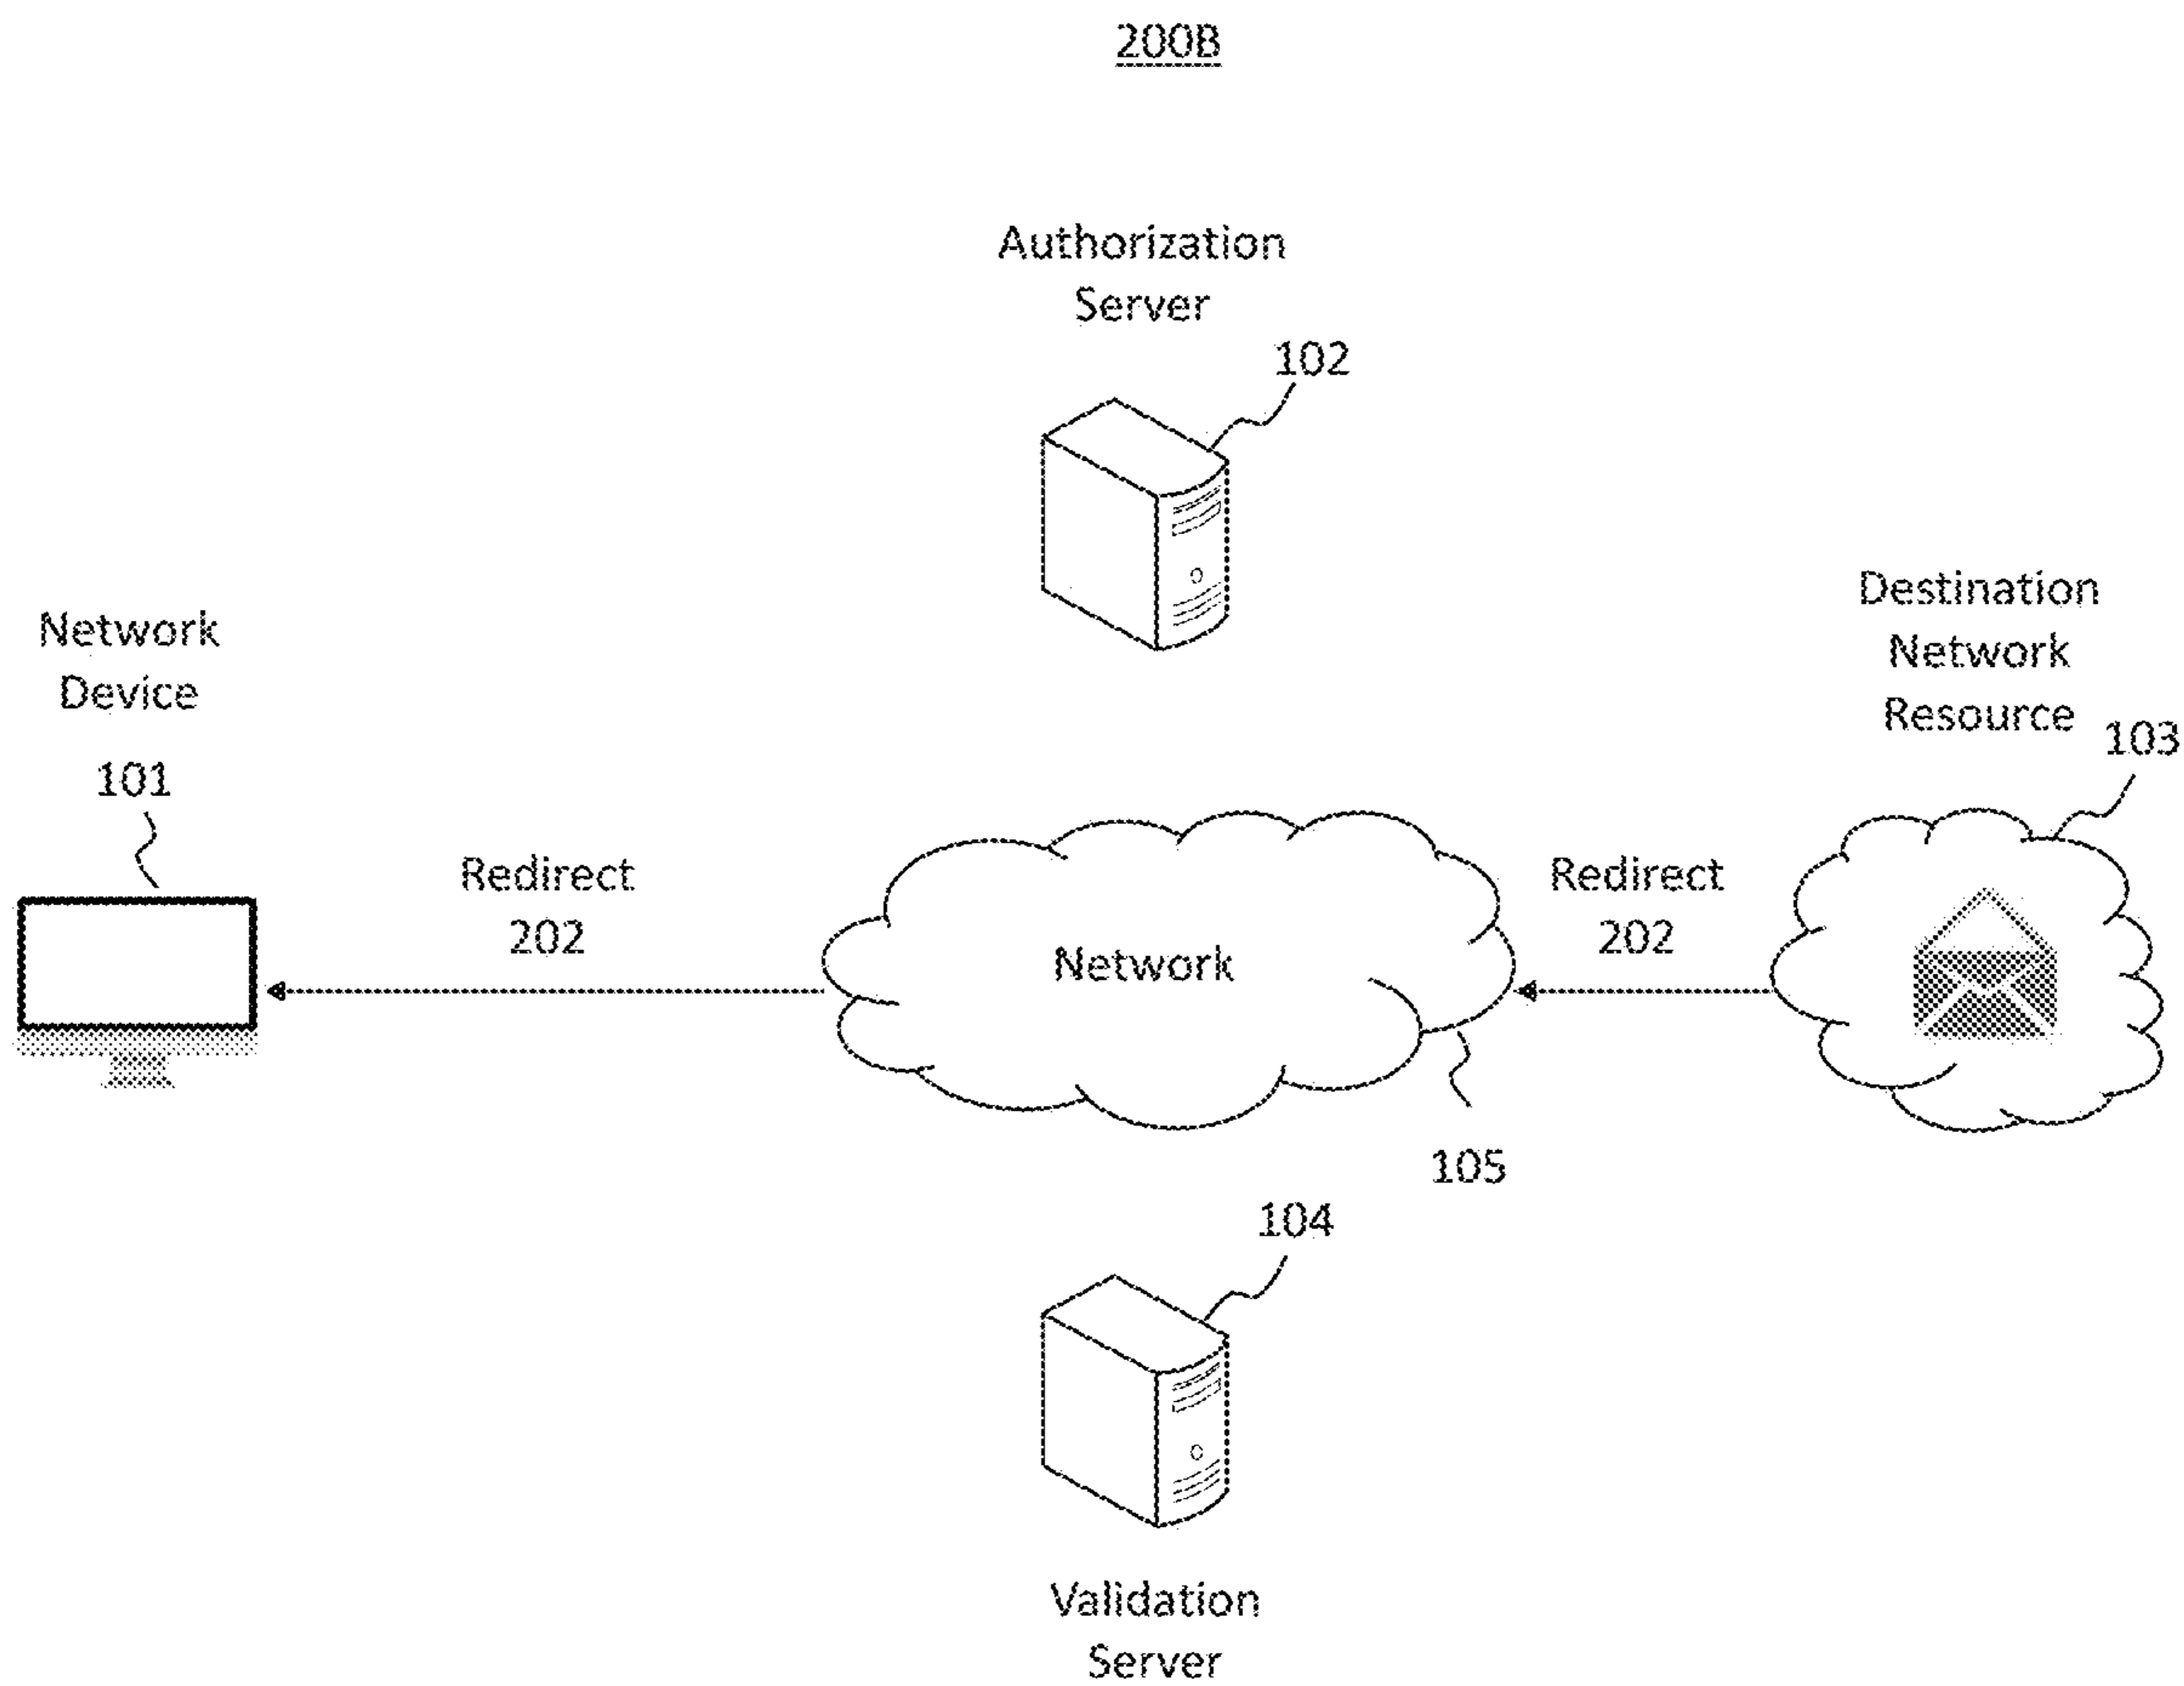 200B
Authorization
Server
102
Network
Device
101
Destination
Network
Resource
103
Redirect
202
Network
Redirect
202
105
104
Validation
Server